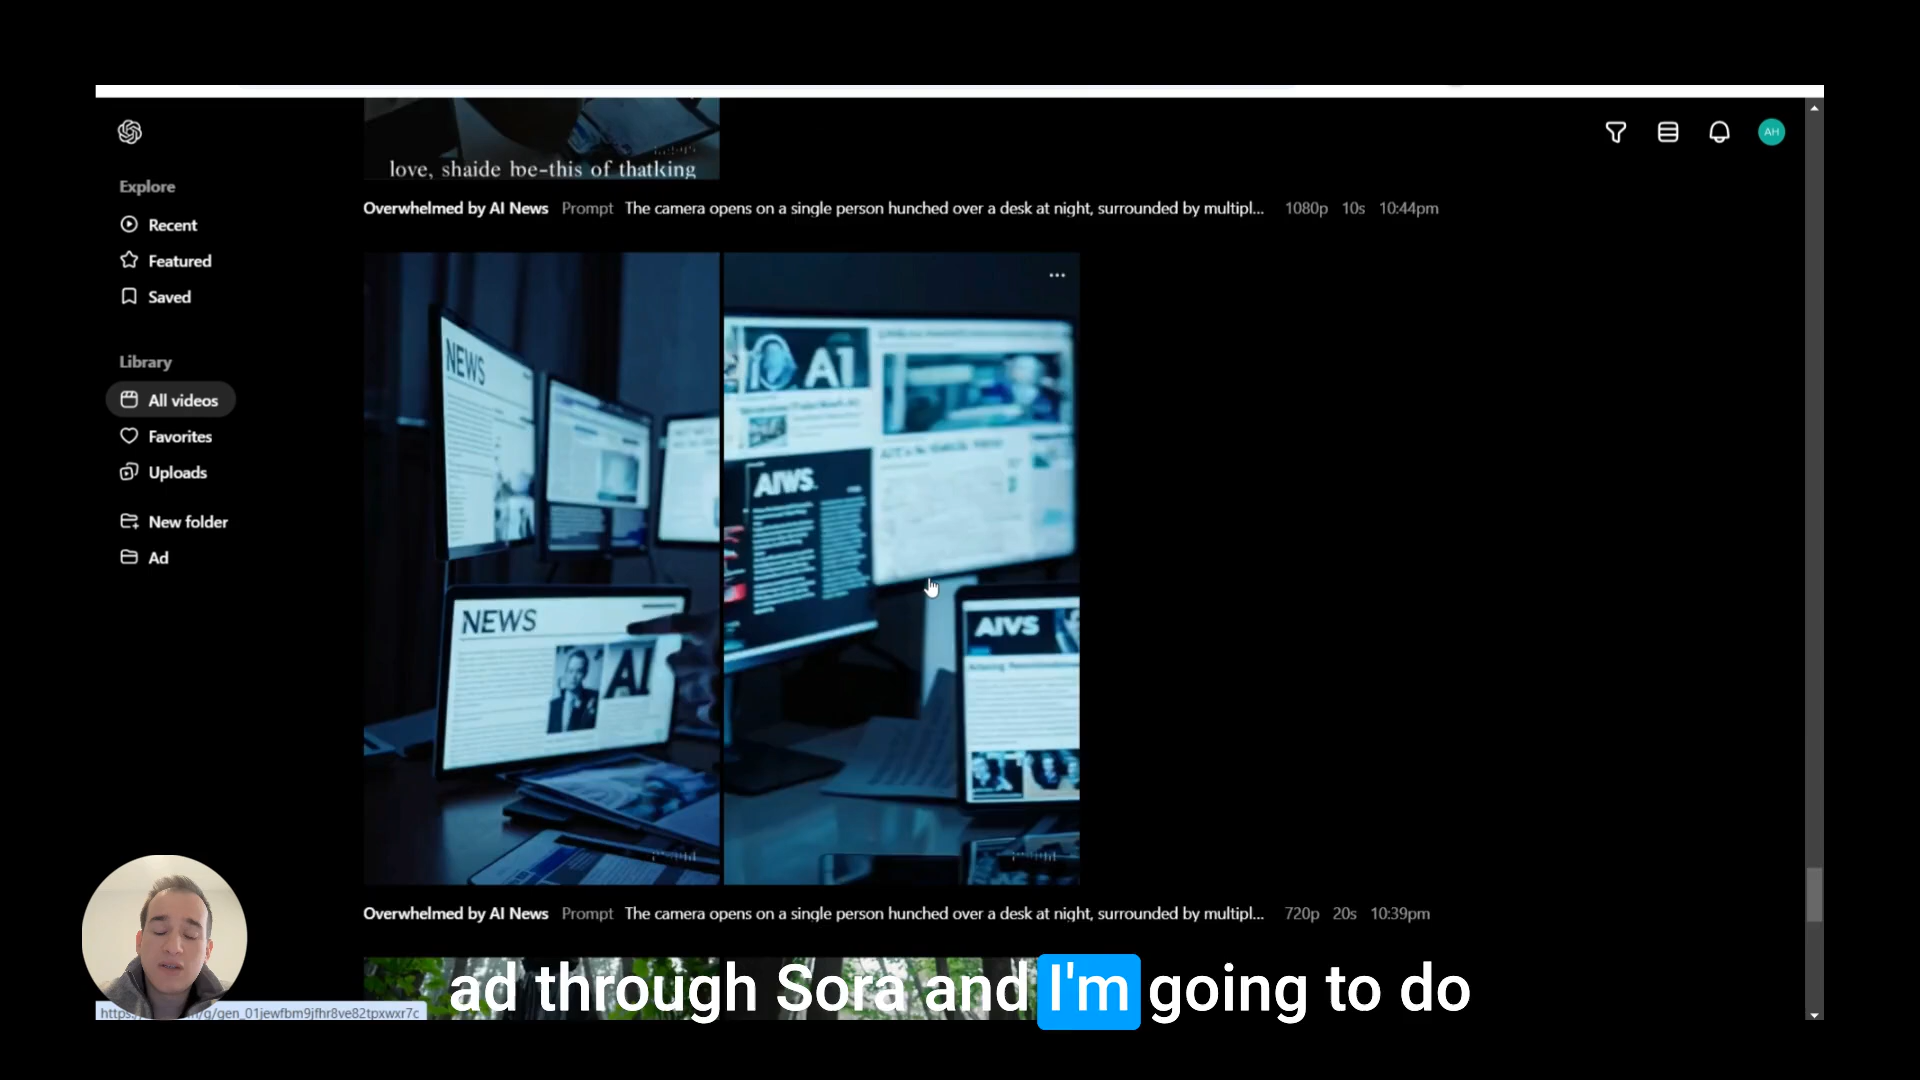 love, shaide be-this of thatking
AH
Explore
Overwhelmed by AI News Prompt The camera opens on a single person hunched over a desk at night, surrounded by multipl... 1080p 10s 10:44pm
Recent
Featured
Saved
Library
All videos
Favorites
Uploads
New folder
Ad
NEWS
AI
AIWS
NEWS
AI
AIVS
Overwhelmed by AI News Prompt The camera opens on a single person hunched over a desk at night, surrounded by multipl... 720p 20s 10:39pm
ad through Sora and I'm going to do
https
/g/gen_01jewfbm9jfhr8ve82tpxwxr7c